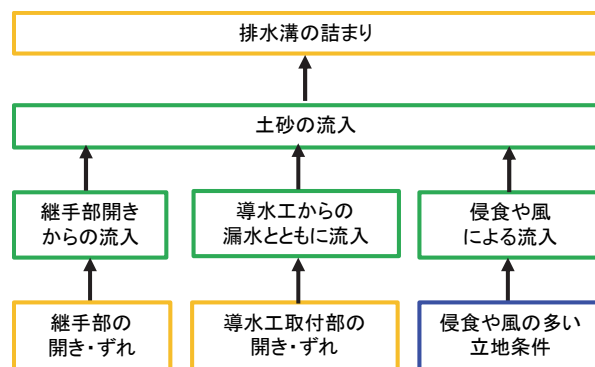 排水溝の詰まり
土砂の流入
継手部開き
からの流入
導水工からの
漏水とともに流入
侵食や風
による流入
継手部の
開き・ずれ
導水工取付部の
開き・ずれ
侵食や風の多い
立地条件